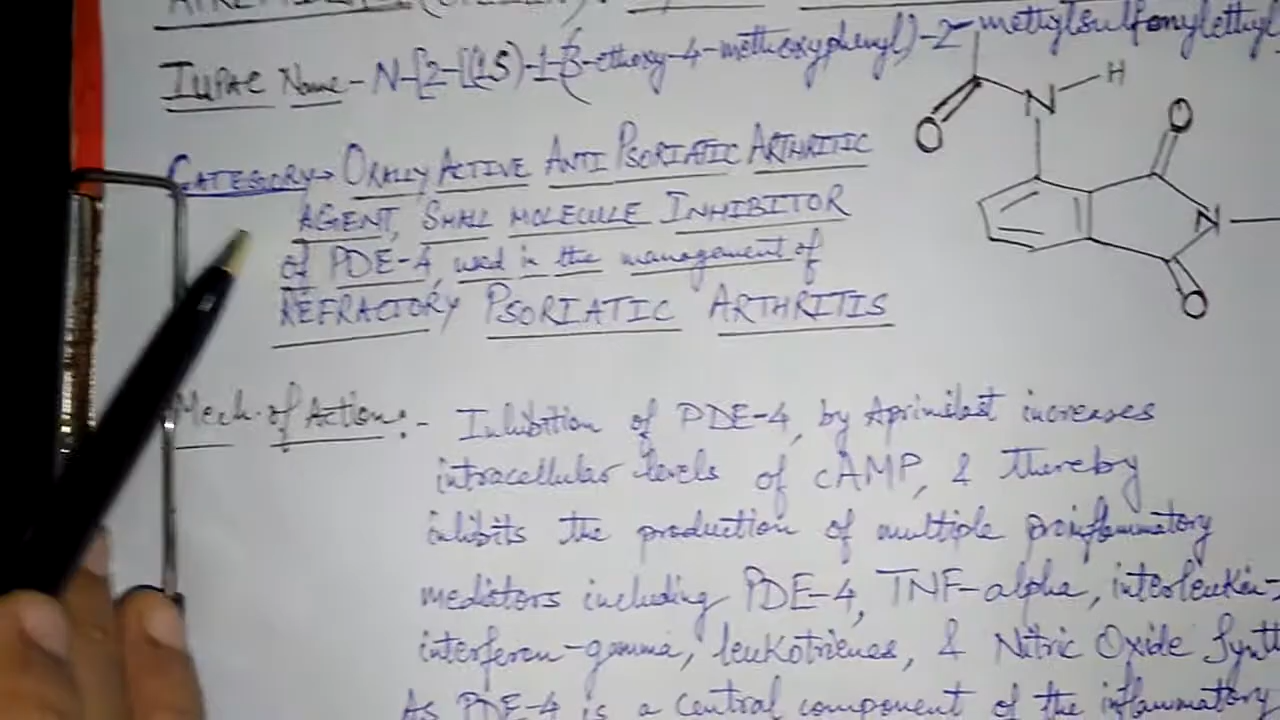 IUPAC Name - N-[2-[(1S)-1-(3-ethoxy-4-methoxyphenyl)-2-methylsulfonylethyl
CATEGORY→ ORALLY ACTIVE ANTI PSORIATIC ARTHRITIC
AGENT, SMALL MOLECULE INHIBITOR
of PDE-4, used in the management of
REFRACTORY PSORIATIC ARTHRITIS
O
N
H
O
N
O
Mech. of Action:- Inhibition of PDE-4, by Aprimilast increases
intracellular levels of cAMP, & thereby
inhibits the production of multiple proinflammatory
mediators including PDE-4, TNF-alpha, interleukin-
interferon-gamma, leukotrienes, & Nitric Oxide Synt
As PDE-4 is a central component of the inflammatory